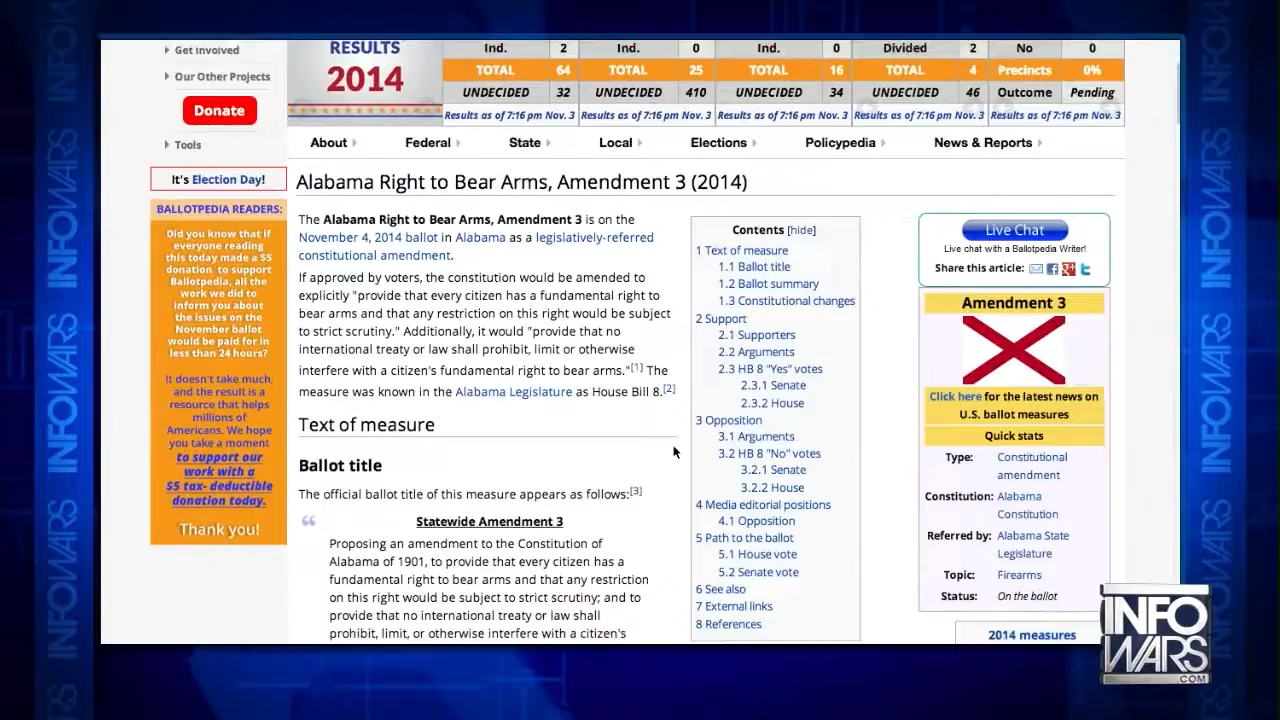 Get Involved
Our Other Projects
Donate
Tools
It's Election Day!
BALLOTPEDIA READERS:
Did you know that if
everyone reading
this today made a $5
donation to support
Ballotpedia, all the
work we did to
inform you about
the issues on the
November ballot
would be paid for in
less than 24 hours?
It doesn't take much,
and the result is a
resource that helps
millions of
Americans. We hope
you take a moment
to support our
work with a
$5 tax- deductible
donation today.
Thank you!
RESULTS
2014
Ind. 2 Ind. 0 Ind. 0 Divided 2 No 0
TOTAL 64 TOTAL 25 TOTAL 16 TOTAL 4 Precincts 0%
UNDECIDED 32 UNDECIDED 410 UNDECIDED 34 UNDECIDED 46 Outcome Pending
Results as of 7:16 pm Nov. 3 Results as of 7:16 pm Nov. 3 Results as of 7:16 pm Nov. 3 Results as of 7:16 pm Nov. 3 Results as of 7:16 pm Nov. 3
About Federal State Local Elections Policypedia News & Reports
Alabama Right to Bear Arms, Amendment 3 (2014)
The Alabama Right to Bear Arms, Amendment 3 is on the
November 4, 2014 ballot in Alabama as a legislatively-referred
constitutional amendment.
If approved by voters, the constitution would be amended to
explicitly "provide that every citizen has a fundamental right to
bear arms and that any restriction on this right would be subject
to strict scrutiny." Additionally, it would "provide that no
international treaty or law shall prohibit, limit or otherwise
interfere with a citizen's fundamental right to bear arms."[1] The
measure was known in the Alabama Legislature as House Bill 8.[2]
Text of measure
Ballot title
The official ballot title of this measure appears as follows:[3]
Statewide Amendment 3
Proposing an amendment to the Constitution of
Alabama of 1901, to provide that every citizen has a
fundamental right to bear arms and that any restriction
on this right would be subject to strict scrutiny; and to
provide that no international treaty or law shall
prohibit, limit, or otherwise interfere with a citizen's
Contents [hide]
1 Text of measure
1.1 Ballot title
1.2 Ballot summary
1.3 Constitutional changes
2 Support
2.1 Supporters
2.2 Arguments
2.3 HB 8 "Yes" votes
2.3.1 Senate
2.3.2 House
3 Opposition
3.1 Arguments
3.2 HB 8 "No" votes
3.2.1 Senate
3.2.2 House
4 Media editorial positions
4.1 Opposition
5 Path to the ballot
5.1 House vote
5.2 Senate vote
6 See also
7 External links
8 References
Live Chat
Live chat with a Ballotpedia Writer!
Share this article:
Amendment 3
Click here for the latest news on
U.S. ballot measures
Quick stats
Type: Constitutional
amendment
Constitution: Alabama
Constitution
Referred by: Alabama State
Legislature
Topic: Firearms
Status: On the ballot
2014 measures
INFO
WARS
.COM
INFOWARS
INFOWARS